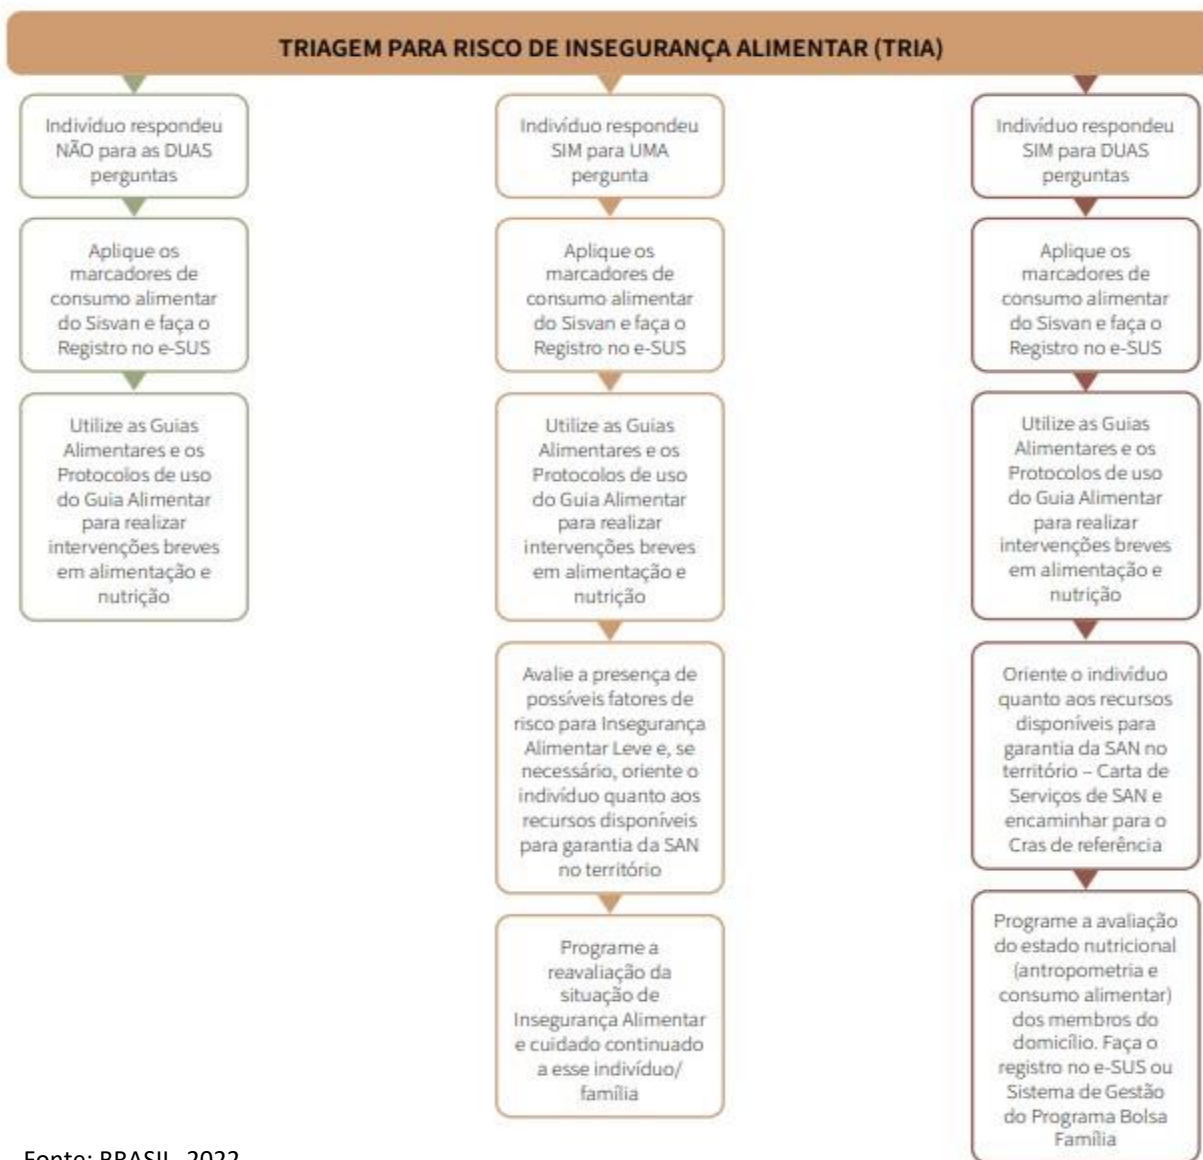 TRIAGEM PARA RISCO DE INSEGURANÇA ALIMENTAR (TRIA)
Indivíduo respondeu
NÃO para as DUAS
perguntas
Aplique os
marcadores de
consumo alimentar
do Sisvan e faça o
Registro no e-SUS
Utilize as Guias
Alimentares e os
Protocolos de uso
do Guia Alimentar
para realizar
intervenções breves
em alimentação e
nutrição
Indivíduo respondeu
SIM para UMA
pergunta
Aplique os
marcadores de
consumo alimentar
do Sisvan e faça o
Registro no e-SUS
Utilize as Guias
Alimentares e os
Protocolos de uso
do Guia Alimentar
para realizar
intervenções breves
em alimentação e
nutrição
Avalie a presença de
possíveis fatores de
risco para Insegurança
Alimentar Leve e, se
necessário, oriente o
indivíduo quanto aos
recursos disponíveis
para garantia da SAN
no território
Programe a
reavaliação da
situação de
Insegurança Alimentar
e cuidado continuado
a esse indivíduo/
família
Indivíduo respondeu
SIM para DUAS
perguntas
Aplique os
marcadores de
consumo alimentar
do Sisvan e faça o
Registro no e-SUS
Utilize as Guias
Alimentares e os
Protocolos de uso
do Guia Alimentar
para realizar
intervenções breves
em alimentação e
nutrição
Oriente o indivíduo
quanto aos recursos
disponíveis para
garantia da SAN no
território – Carta de
Serviços de SAN e
encaminhar para o
Cras de referência
Programe a avaliação
do estado nutricional
(antropometria e
consumo alimentar)
dos membros do
domicílio. Faça o
registro no e-SUS ou
Sistema de Gestão
do Programa Bolsa
Família
Fonte: BRASIL, 2022